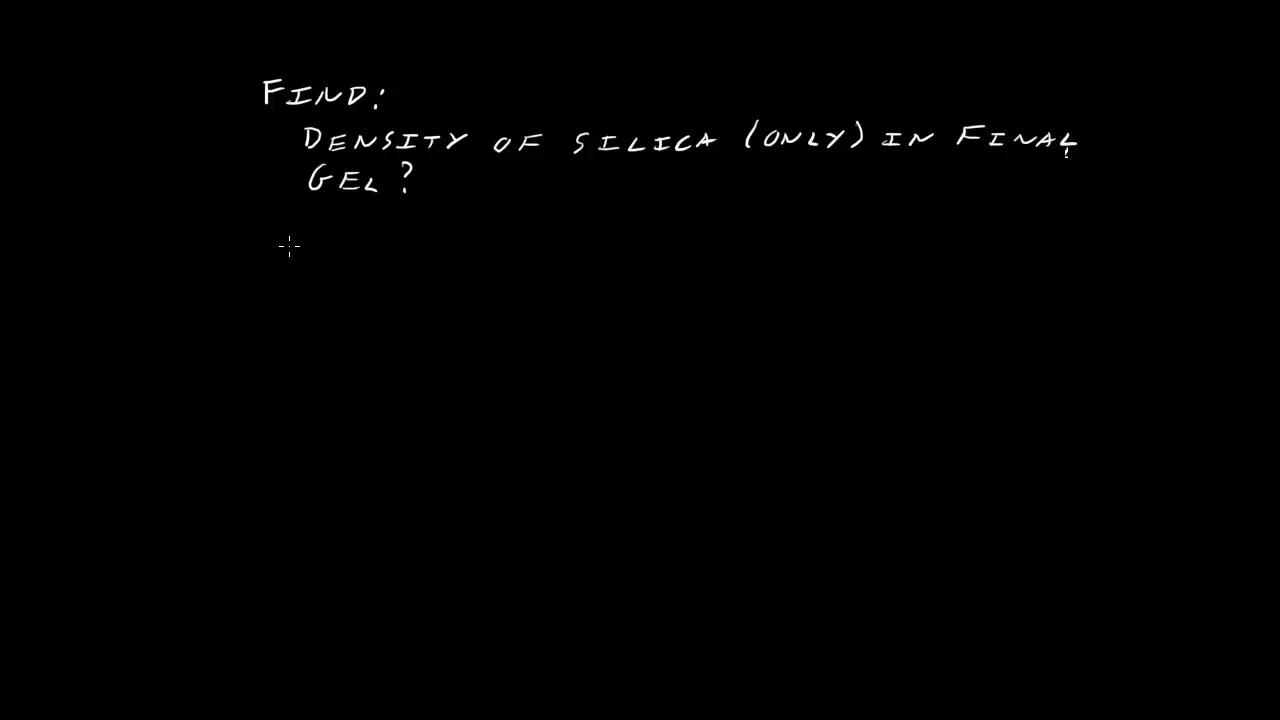 FIND:
DENSITY OF SILICA (ONLY) IN FINAL
GEL?